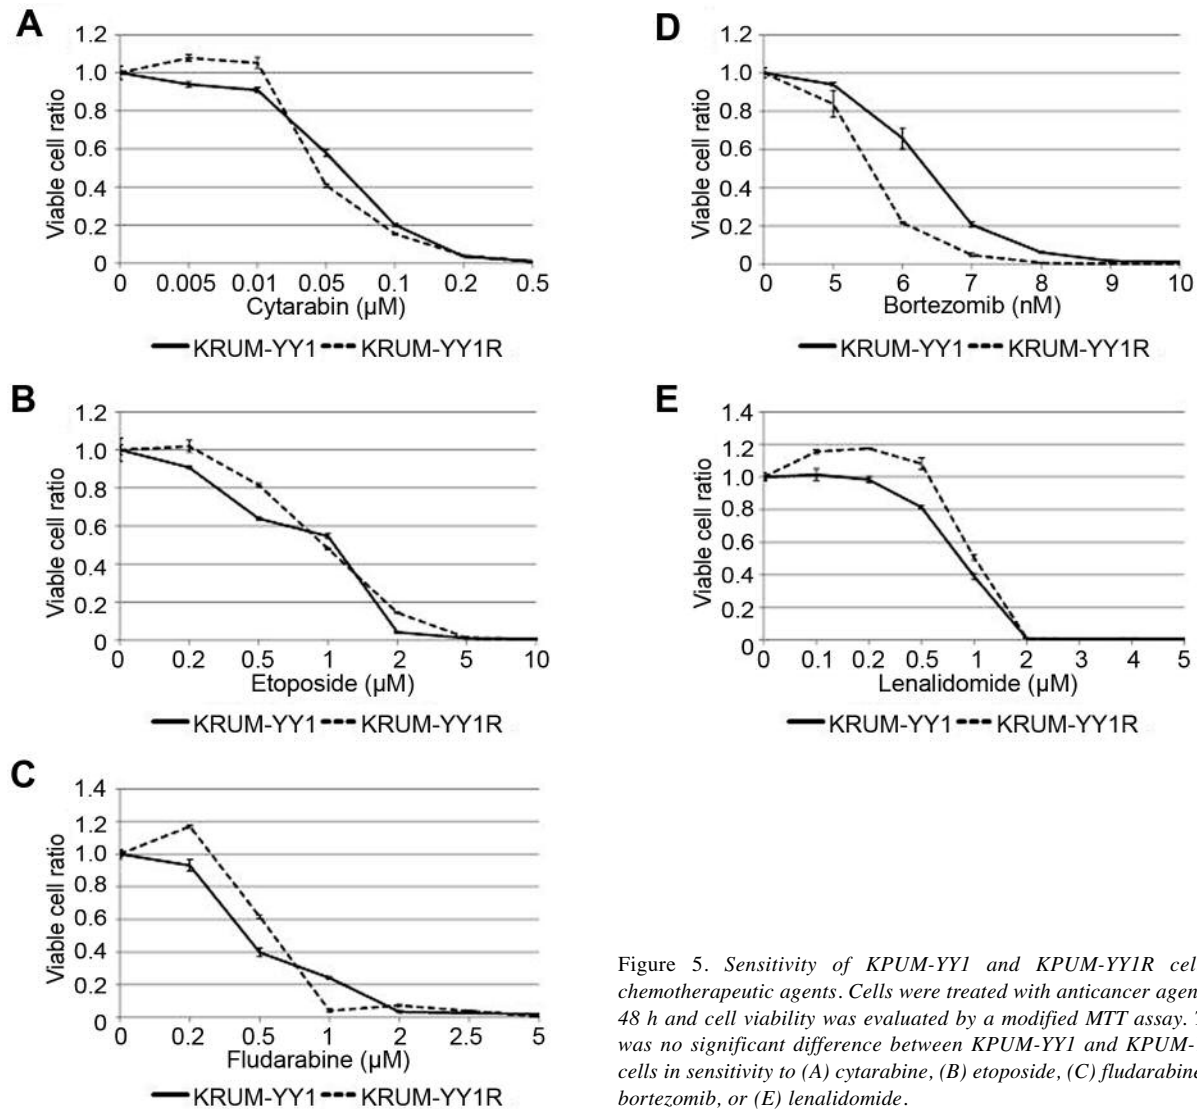 A
1.2
1.0
0.8
0.6
0.4
0.2
0
Viable cell ratio
0 0.005 0.01 0.05 0.1 0.2 0.5
Cytarabin (µM)
KRUM-YY1 KRUM-YY1R
B
1.2
1.0
0.8
0.6
0.4
0.2
0
Viable cell ratio
0 0.2 0.5 1 2 5 10
Etoposide (µM)
KRUM-YY1 KRUM-YY1R
C
1.4
1.2
1.0
0.8
0.6
0.4
0.2
0
Viable cell ratio
0 0.2 0.5 1 2 2.5 5
Fludarabine (µM)
KRUM-YY1 KRUM-YY1R
D
1.2
1.0
0.8
0.6
0.4
0.2
0
Viable cell ratio
0 5 6 7 8 9 10
Bortezomib (nM)
KRUM-YY1 KRUM-YY1R
E
1.4
1.2
1.0
0.8
0.6
0.4
0.2
0
Viable cell ratio
0 0.1 0.2 0.5 1 2 3 4 5
Lenalidomide (µM)
KRUM-YY1 KRUM-YY1R
Figure 5. Sensitivity of KPUM-YY1 and KPUM-YY1R cel
chemotherapeutic agents. Cells were treated with anticancer agen
48 h and cell viability was evaluated by a modified MTT assay.
was no significant difference between KPUM-YY1 and KPUM-
cells in sensitivity to (A) cytarabine, (B) etoposide, (C) fludarabine
bortezomib, or (E) lenalidomide.